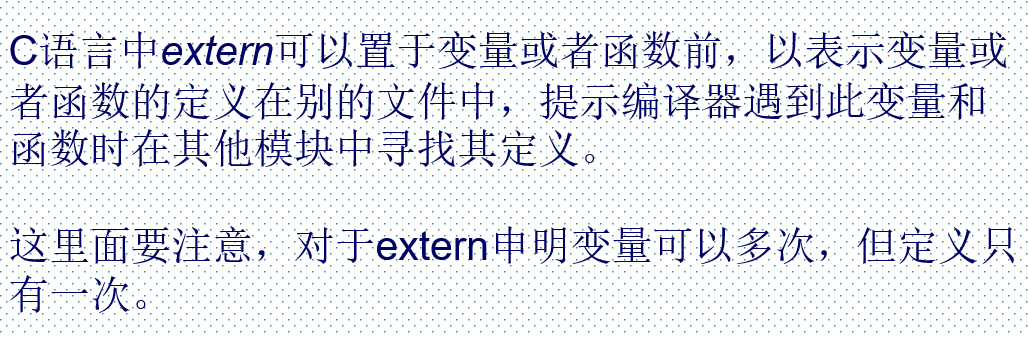 C语言中extern可以置于变量或者函数前，以表示变量或
者函数的定义在别的文件中，提示编译器遇到此变量和
函数时在其他模块中寻找其定义。
这里面要注意，对于extern申明变量可以多次，但定义只
有一次。